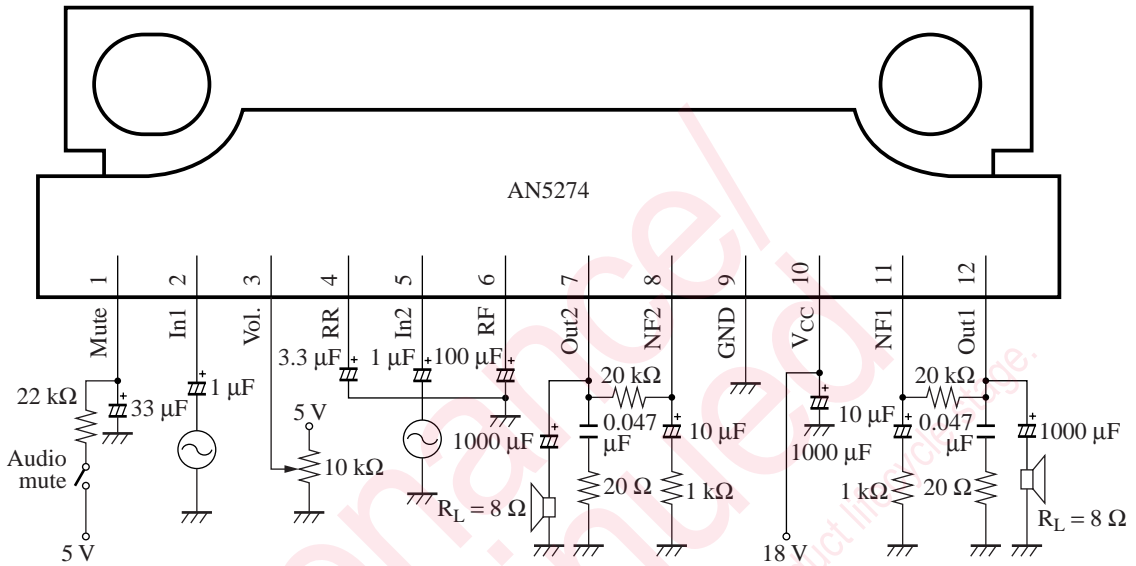 AN5274
1 2 3 4 5 6 7 8 9 10 11 12
Mute In1 Vol. RR In2 RF Out2 NF2 GND VCC NF1 Out1
3.3 μF 1 μF 100 μF
20 kΩ 20 kΩ
22 kΩ 33 μF 1 μF
5 V
1000 μF 0.047 μF 10 μF
1000 μF
10 μF 0.047 μF 1000 μF
Audio mute
10 kΩ
20 Ω 1 kΩ
1 kΩ 20 Ω
RL = 8 Ω
RL = 8 Ω
5 V
18 V